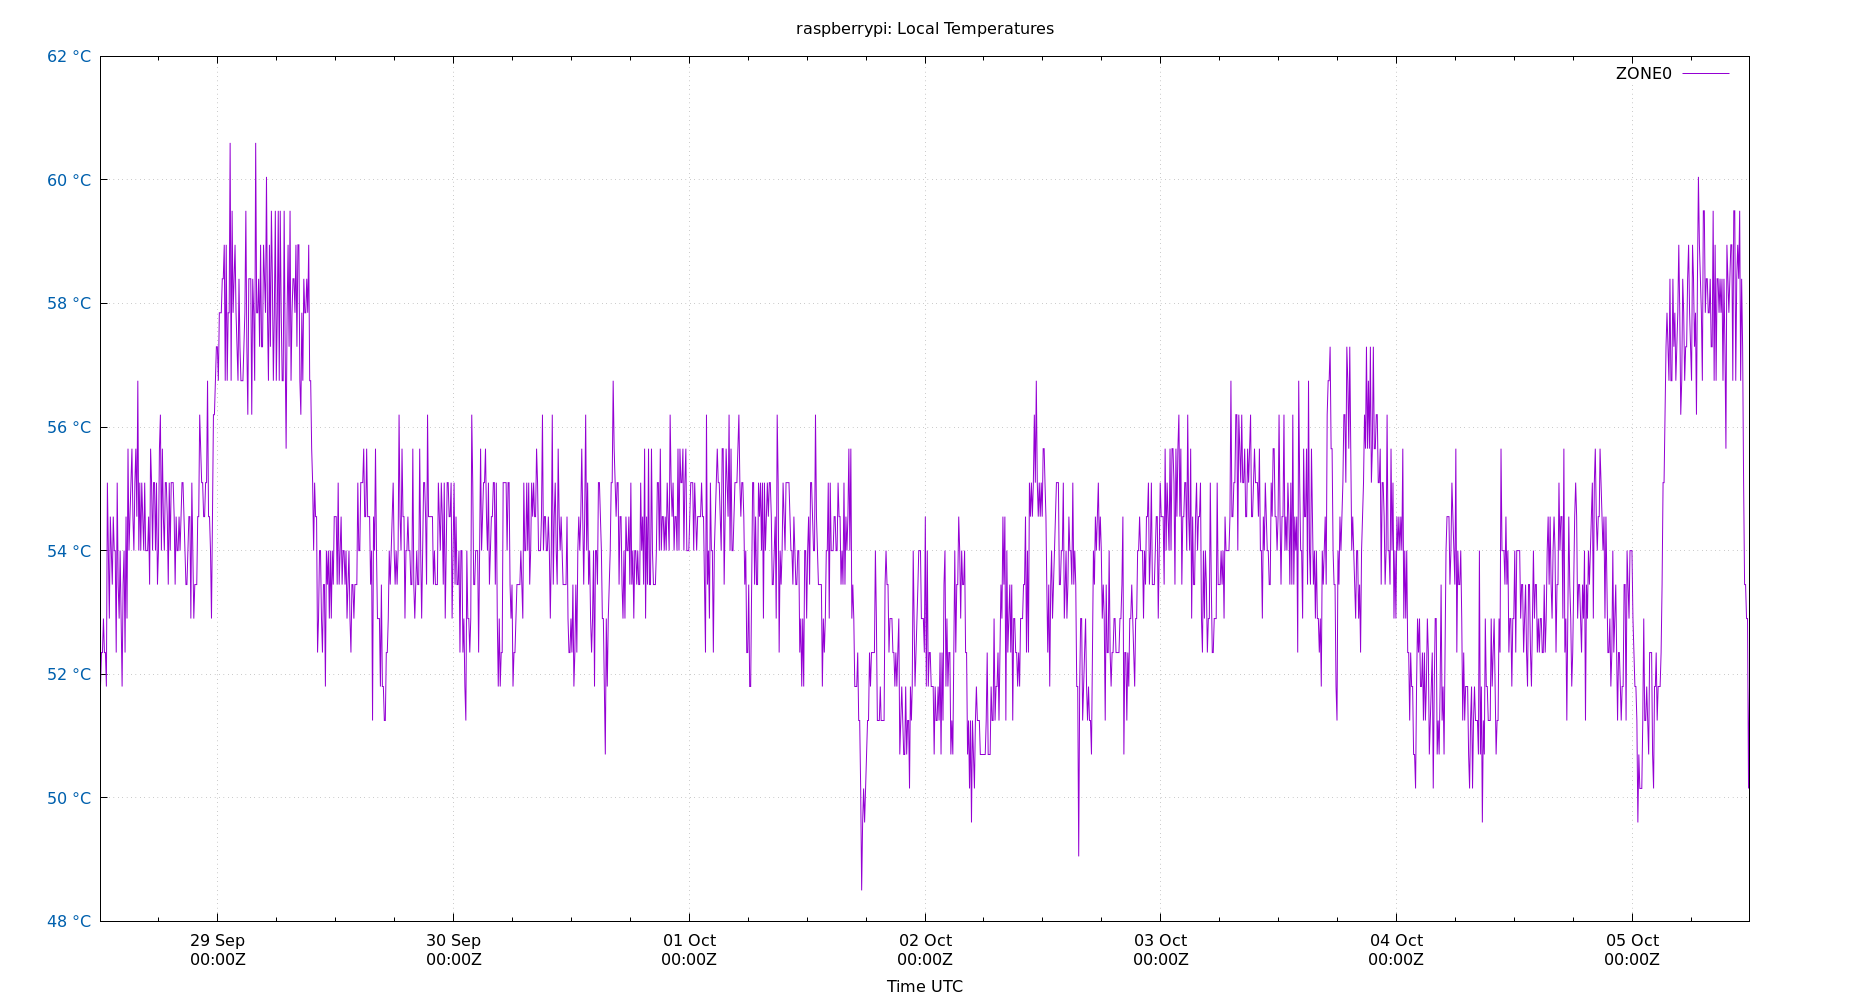 raspberrypi: Local Temperatures
62 °C
ZONE0
60 °C
58 °C
56 °C
54 °C
52 °C
50 °C
48 °C
29 Sep 30 Sep 01 Oct 02 Oct 03 Oct 04 Oct 05 Oct
00:00Z 00:00Z 00:00Z 00:00Z 00:00Z 00:00Z 00:00Z
Time UTC